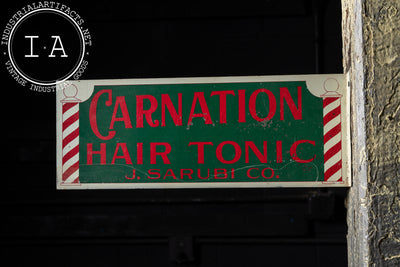 INDUSTRIALARTIFACTS.NET
I·A
VINTAGE INDUSTRIAL GOODS
CARNATION
HAIR TONIC
J. SARUBI CO.